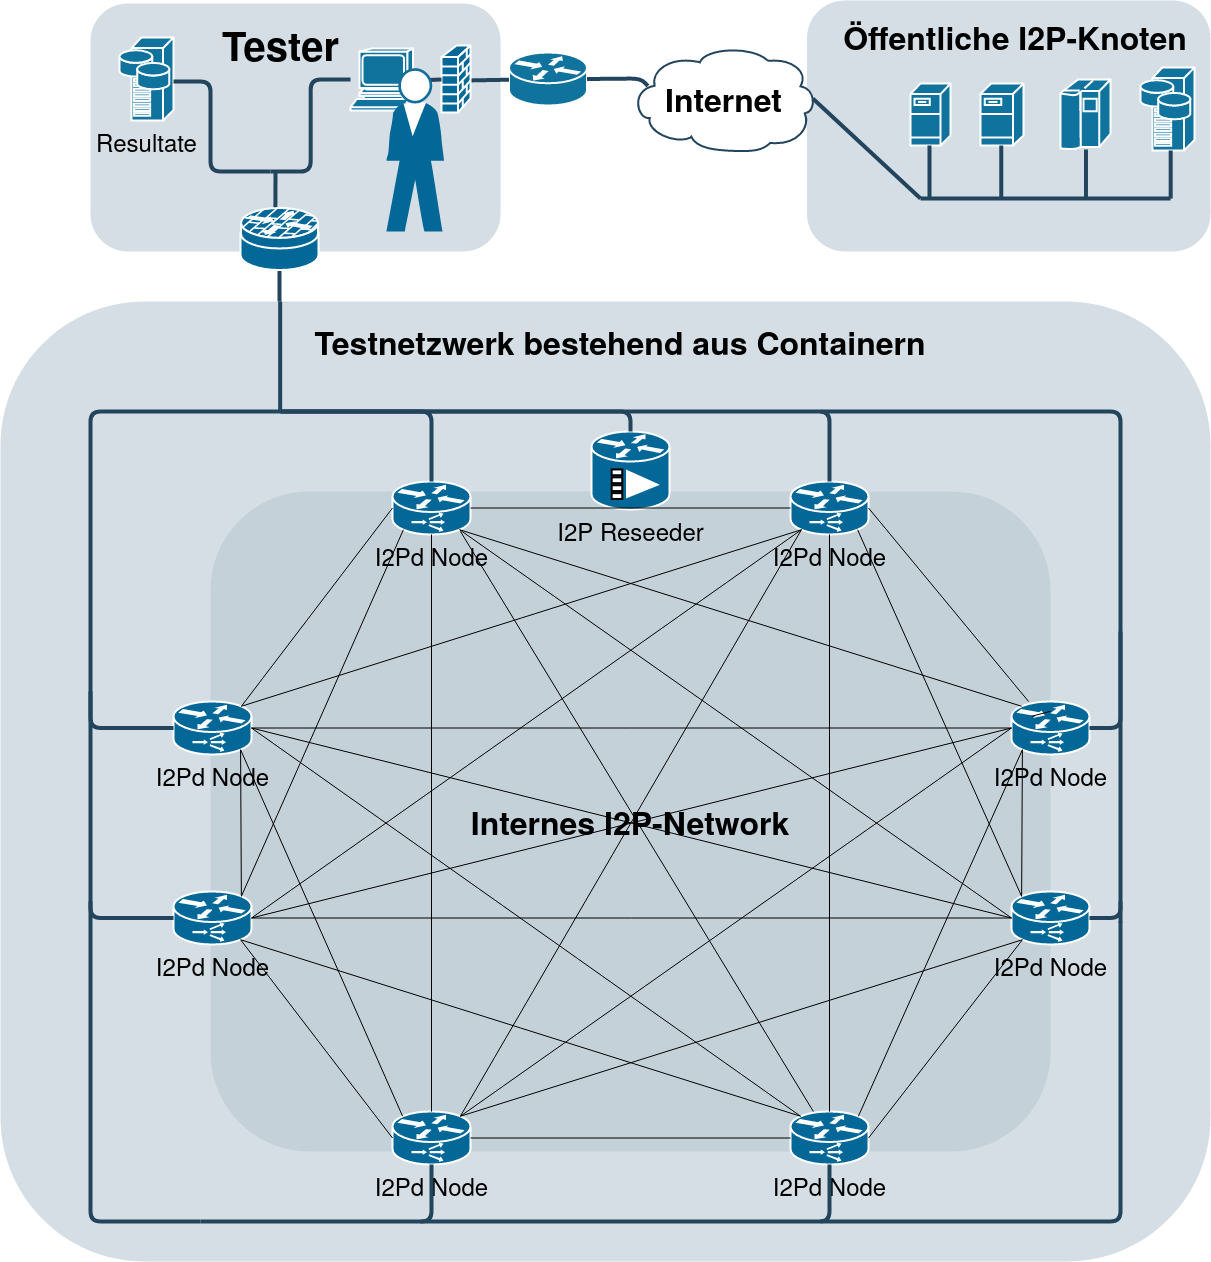 Tester
Öffentliche I2P-Knoten
Internet
Resultate
Testnetzwerk bestehend aus Containern
I2P Reseeder
I2Pd Node
I2Pd Node
I2Pd Node
I2Pd Node
Internes I2P-Network
I2Pd Node
I2Pd Node
I2Pd Node
I2Pd Node